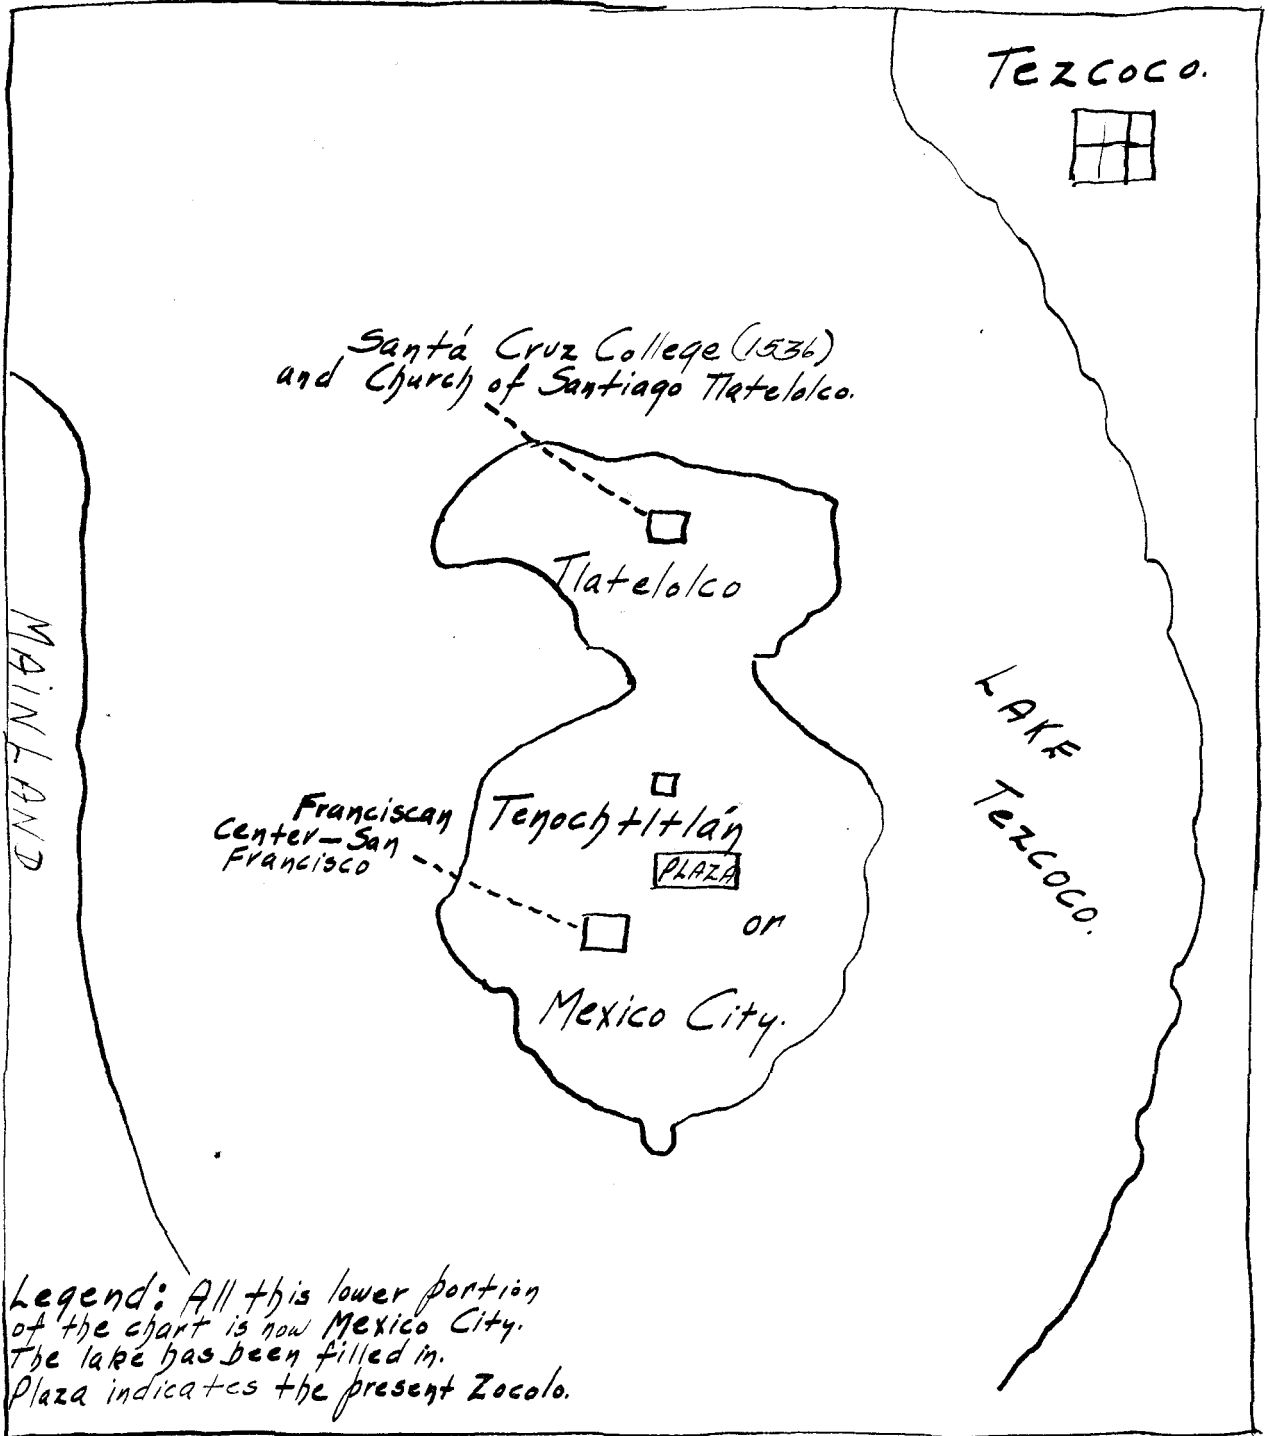 Tezcoco.
Santá Cruz College (1536)
and Church of Santiago Tlatelolco.
Tlatelolco
MAINLAND
LAKE
TEZCOCO.
Franciscan
Center-San
Francisco
Tenochtitlán
PLAZA
or
Mexico City.
Legend: All this lower portion
of the chart is now Mexico City.
The lake has been filled in.
Plaza indicates the present Zocolo.